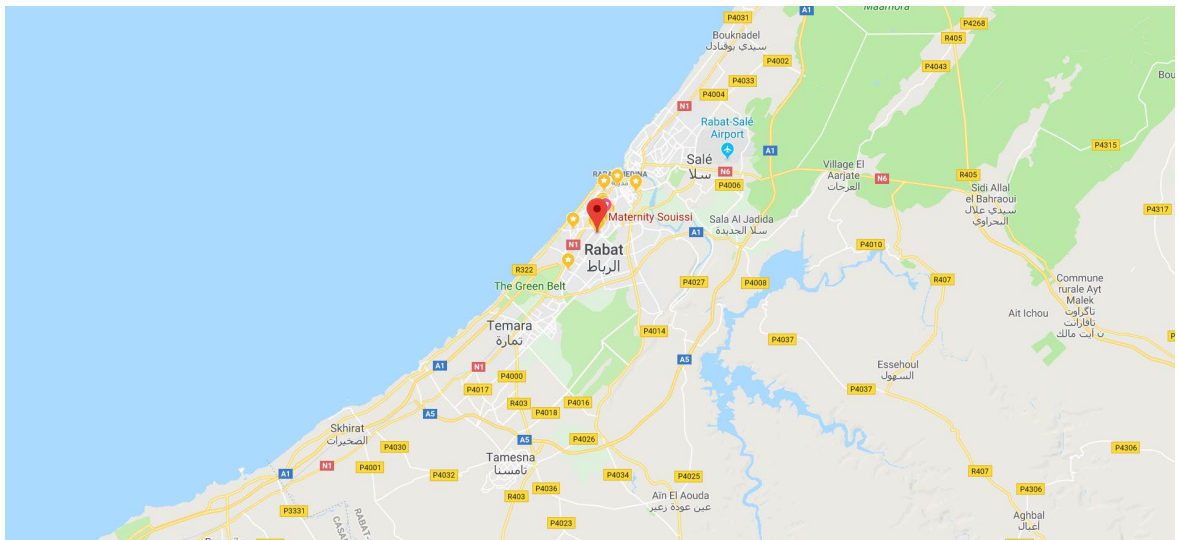 Maamora
P4031
A1
P4268
Bouknadel
سيدي بوقنادل
R405
P4002
P4043
P4033
P4004
N1
Rabat-Salé
Airport
P4315
A1
Salé
سلا
N6
P4006
Village El
Aarjate
العرجات
N6
R405
Sidi Allal
el Bahraoui
سيدي علال
البحراوي
P4317
Maternity Souissi
Sala Al Jadida
سلا الجديدة
A1
N1
Rabat
الرباط
P4010
R322
The Green Belt
P4027
P4008
R407
Commune
rurale Ayt
Malek
Ait Ichou
ت أيت مالك
Temara
تمارة
P4014
P4037
A1
N1
A5
Essehoul
السهول
P4000
P4017
R403
P4018
P4016
P4037
A5
Skhirat
الصخيرات
A5
P4026
P4030
P4306
Tamesna
تامسنا
A1
N1
P4001
P4032
P4034
P4025
R407
P4036
R403
Aïn El Aouda
عين عودة زعير
P4306
P3331
P4023
Aghbal
أغبال